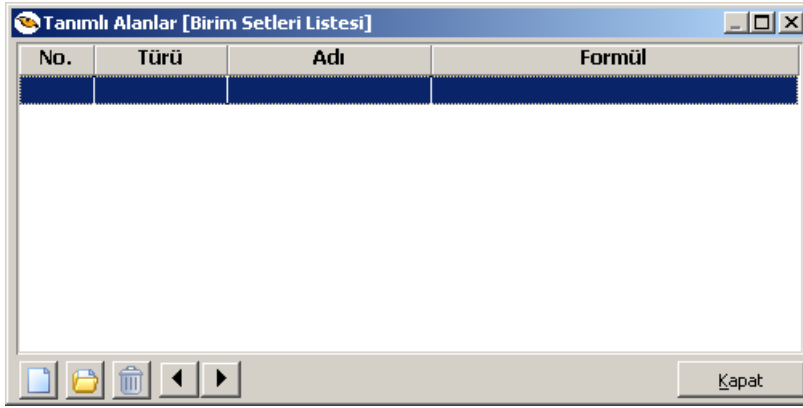 Tanımlı Alanlar [Birim Setleri Listesi]
No. Türü Adı Formül
Kapat